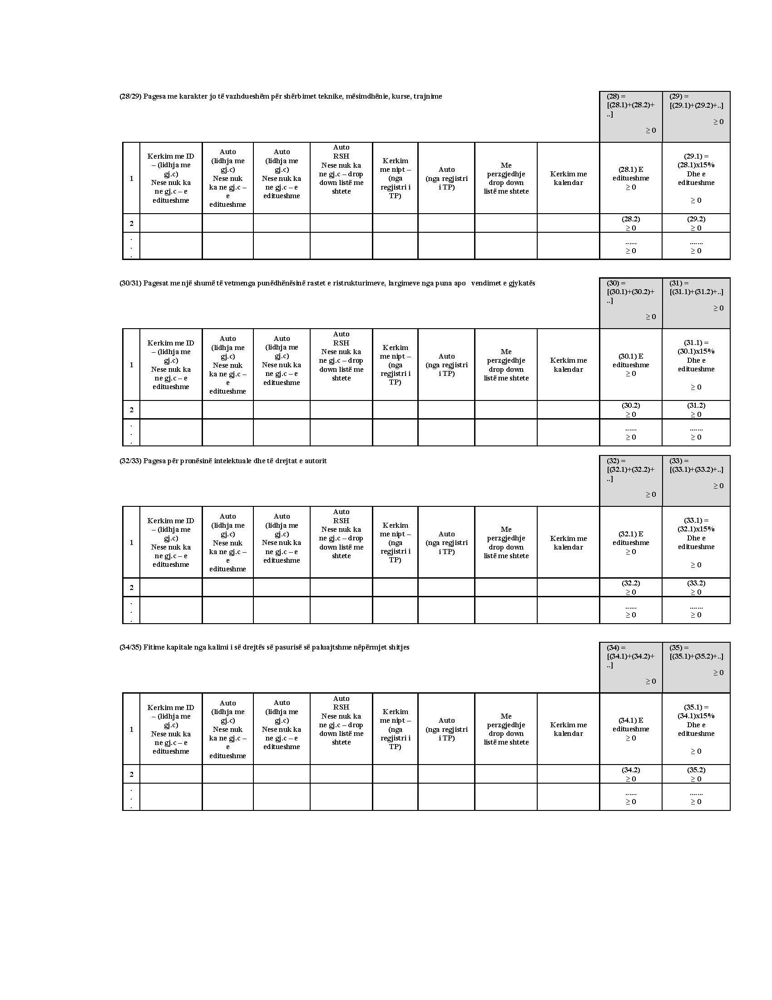 (28/29) Pagesa me karakter jo të vazhdueshëm për shërbimet teknike, mësimdhënie, kurse, trajnime
(28) =
[(28.1)+(28.2)+
..]
≥ 0
(29) =
[(29.1)+(29.2)+..]
≥ 0
1
Kerkim me ID
– (lidhja me
gj.c)
Nese nuk ka
ne gj.c – e
editueshme
Auto
(lidhja me
gj.c)
Nese nuk
ka ne gj.c –
e
editueshme
Auto
(lidhja me
gj.c)
Nese nuk ka
ne gj.c – e
editueshme
Auto
RSH
Nese nuk ka
ne gj.c – drop
down listë me
shtete
Kerkim
me nipt –
(nga
regjistri i
TP)
Auto
(nga regjistri
i TP)
Me
perzgjedhje
drop down
listë me shtete
Kerkim me
kalendar
(28.1) E
editueshme
≥ 0
(29.1) =
(28.1)x15%
Dhe e
editueshme
≥ 0
2
(28.2)
≥ 0
(29.2)
≥ 0
.
.
.
......
≥ 0
.......
≥ 0
(30/31) Pagesat me një shumë të vetmenga punëdhënësinë rastet e ristrukturimeve, largimeve nga puna apo vendimet e gjykatës
(30) =
[(30.1)+(30.2)+
..]
≥ 0
(31) =
[(31.1)+(31.2)+..]
≥ 0
1
Kerkim me ID
– (lidhja me
gj.c)
Nese nuk ka
ne gj.c – e
editueshme
Auto
(lidhja me
gj.c)
Nese nuk
ka ne gj.c –
e
editueshme
Auto
(lidhja me
gj.c)
Nese nuk ka
ne gj.c – e
editueshme
Auto
RSH
Nese nuk ka
ne gj.c – drop
down listë me
shtete
Kerkim
me nipt –
(nga
regjistri i
TP)
Auto
(nga regjistri
i TP)
Me
perzgjedhje
drop down
listë me shtete
Kerkim me
kalendar
(30.1) E
editueshme
≥ 0
(31.1) =
(30.1)x15%
Dhe e
editueshme
≥ 0
2
(30.2)
≥ 0
(31.2)
≥ 0
.
.
.
......
≥ 0
.......
≥ 0
(32/33) Pagesa për pronësinë intelektuale dhe të drejtat e autorit
(32) =
[(32.1)+(32.2)+
..]
≥ 0
(33) =
[(33.1)+(33.2)+..]
≥ 0
1
Kerkim me ID
– (lidhja me
gj.c)
Nese nuk ka
ne gj.c – e
editueshme
Auto
(lidhja me
gj.c)
Nese nuk
ka ne gj.c –
e
editueshme
Auto
(lidhja me
gj.c)
Nese nuk ka
ne gj.c – e
editueshme
Auto
RSH
Nese nuk ka
ne gj.c – drop
down listë me
shtete
Kerkim
me nipt –
(nga
regjistri i
TP)
Auto
(nga regjistri
i TP)
Me
perzgjedhje
drop down
listë me shtete
Kerkim me
kalendar
(32.1) E
editueshme
≥ 0
(33.1) =
(32.1)x15%
Dhe e
editueshme
≥ 0
2
(32.2)
≥ 0
(33.2)
≥ 0
.
.
.
......
≥ 0
.......
≥ 0
(34/35) Fitime kapitale nga kalimi i së drejtës së pasurisë së paluajtshme nëpërmjet shitjes
(34) =
[(34.1)+(34.2)+
..]
≥ 0
(35) =
[(35.1)+(35.2)+..]
≥ 0
1
Kerkim me ID
– (lidhja me
gj.c)
Nese nuk ka
ne gj.c – e
editueshme
Auto
(lidhja me
gj.c)
Nese nuk
ka ne gj.c –
e
editueshme
Auto
(lidhja me
gj.c)
Nese nuk ka
ne gj.c – e
editueshme
Auto
RSH
Nese nuk ka
ne gj.c – drop
down listë me
shtete
Kerkim
me nipt –
(nga
regjistri i
TP)
Auto
(nga regjistri
i TP)
Me
perzgjedhje
drop down
listë me shtete
Kerkim me
kalendar
(34.1) E
editueshme
≥ 0
(35.1) =
(34.1)x15%
Dhe e
editueshme
≥ 0
2
(34.2)
≥ 0
(35.2)
≥ 0
.
.
.
......
≥ 0
.......
≥ 0